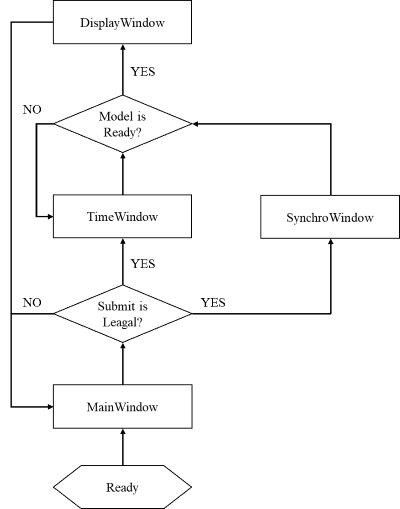 DisplayWindow
YES
NO
Model is
Ready?
TimeWindow
SynchroWindow
YES
NO
Submit is
Leagal?
YES
MainWindow
Ready